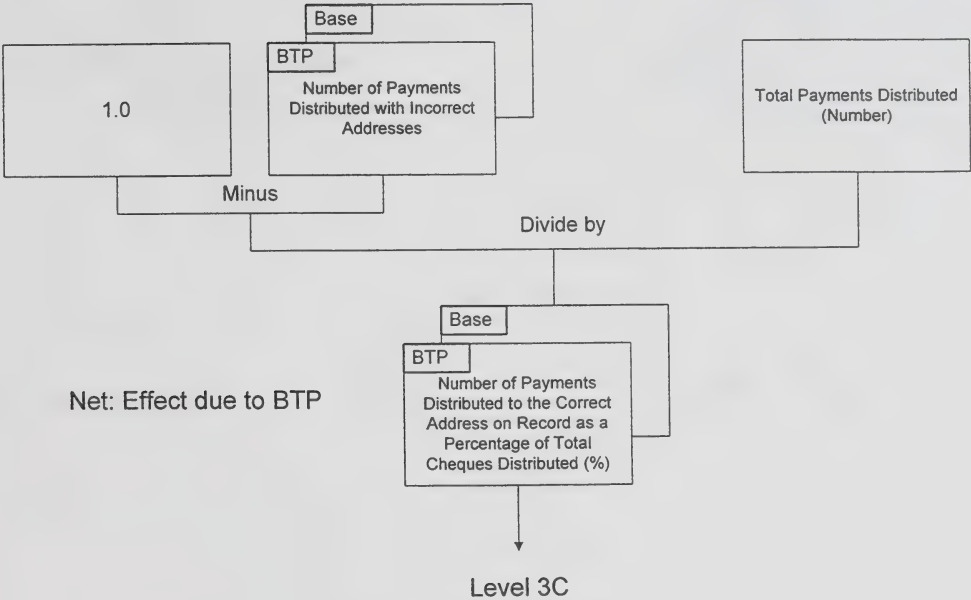 Base
BTP
1.0
Number of Payments
Distributed with Incorrect
Addresses
Total Payments Distributed
(Number)
Minus
Divide by
Base
BTP
Number of Payments
Distributed to the Correct
Address on Record as a
Percentage of Total
Cheques Distributed (%)
Net: Effect due to BTP
Level 3C